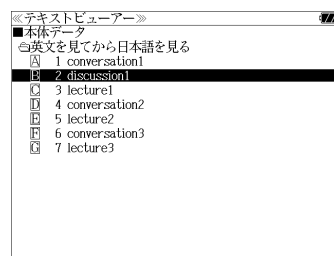 ≪テキストビューアー≫
■本体データ
英文を見てから日本語を見る
A 1 conversation1
B 2 discussion1
C 3 lecture1
D 4 conversation2
E 5 lecture2
F 6 conversation3
G 7 lecture3